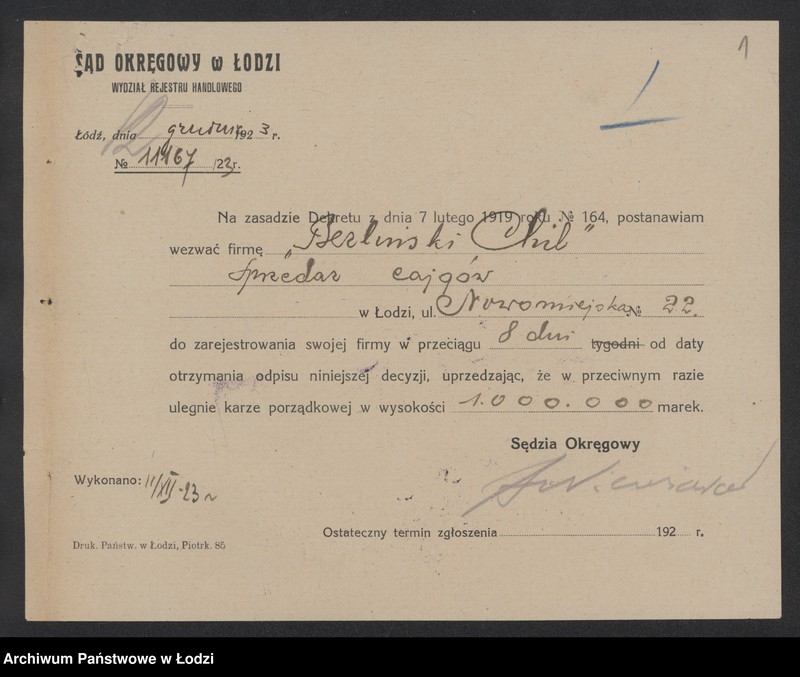 1
SĄD OKRĘGOWY w ŁODZI
WYDZIAŁ REJESTRU HANDLOWEGO
Łódź, dnia grudnia 1923 r.
№ 11167/23r.
Na zasadzie Dekretu z dnia 7 lutego 1919 roku № 164, postanawiam
wezwać firmę „Berliński Chil"
Sprzedaż cajgów
w Łodzi, ul. Nowomiejska № 22.
do zarejestrowania swojej firmy w przeciągu 8 dni tygodni od daty
otrzymania odpisu niniejszej decyzji, uprzedzając, że w przeciwnym razie
ulegnie karze porządkowej w wysokości 1.000.000 marek.
Sędzia Okręgowy
Wykonano: 11/XII-23 r
Ostateczny termin zgłoszenia 192 r.
Druk. Państw. w Łodzi, Piotrk. 85
Archiwum Państwowe w Łodzi